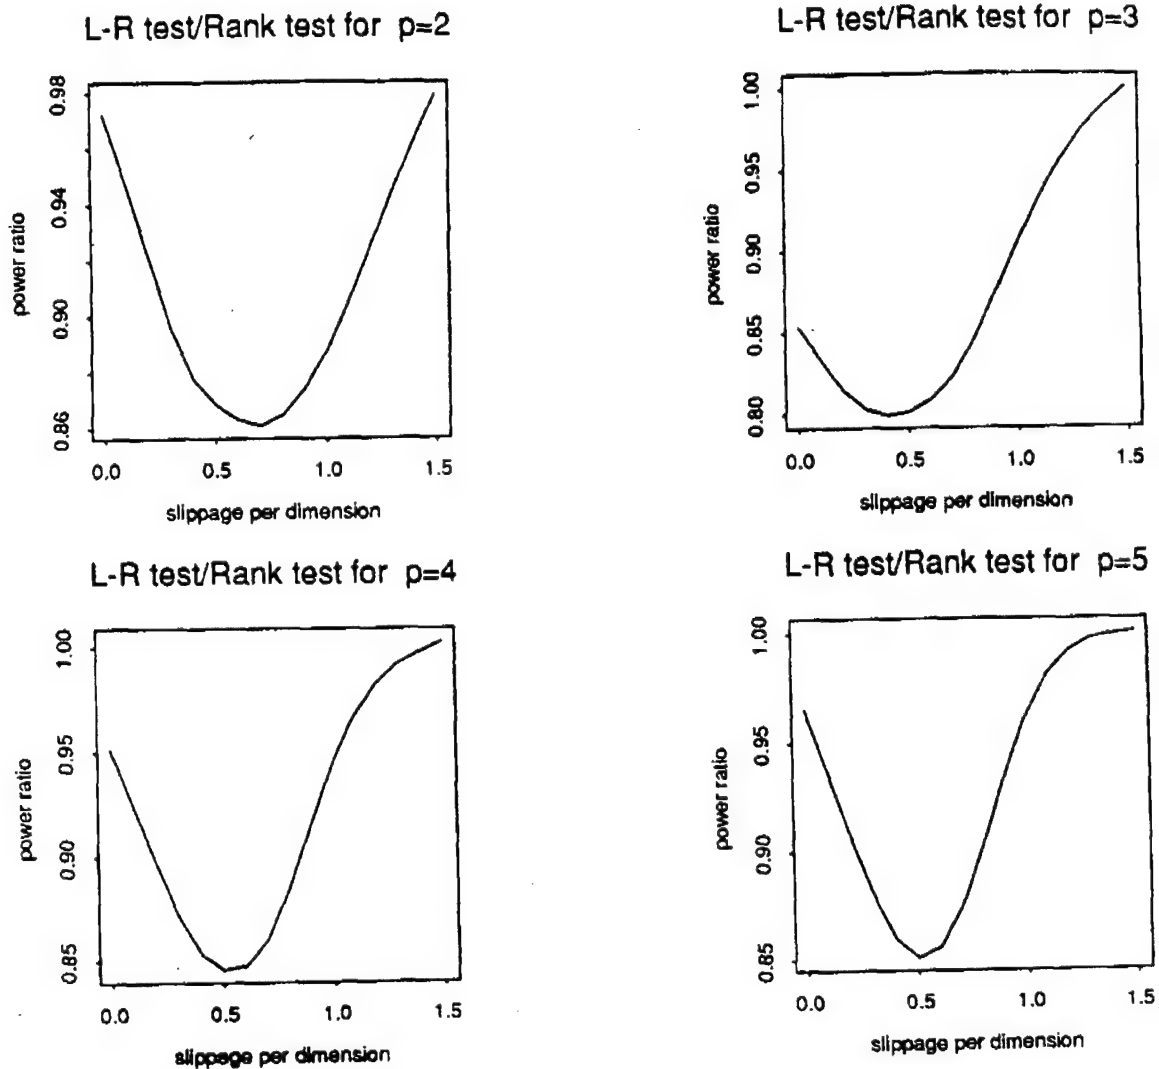 L-R test/Rank test for p=2
power ratio
0.98
0.94
0.90
0.86
0.0 0.5 1.0 1.5
slippage per dimension
L-R test/Rank test for p=3
power ratio
1.00
0.95
0.90
0.85
0.80
0.0 0.5 1.0 1.5
slippage per dimension
L-R test/Rank test for p=4
power ratio
1.00
0.95
0.90
0.85
0.0 0.5 1.0 1.5
slippage per dimension
L-R test/Rank test for p=5
power ratio
1.00
0.95
0.90
0.85
0.0 0.5 1.0 1.5
slippage per dimension